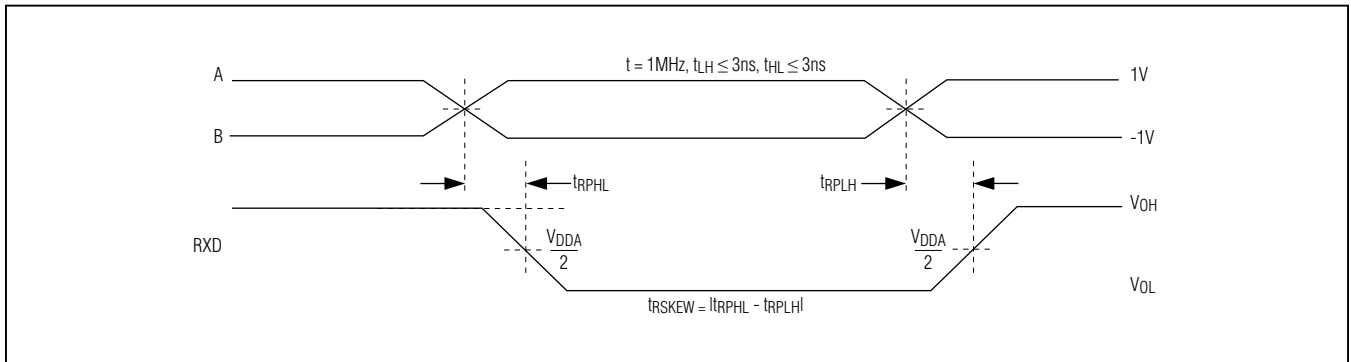 A
t = 1MHz, tLH ≤ 3ns, tHL ≤ 3ns
1V
B
-1V
tRPHL
tRPLH
VOH
RXD
VDDA
2
VDDA
2
VOL
tRSKEW = |tRPHL - tRPLH|